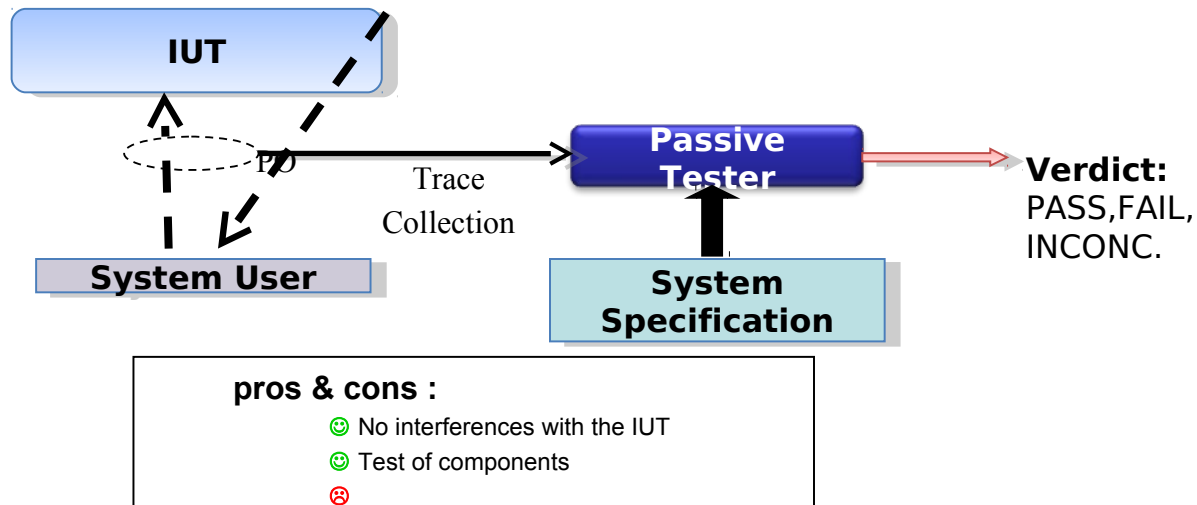 IUT
PO
Trace
Collection
Passive
Tester
Verdict:
PASS,FAIL,
INCONC.
System User
System
Specification
pros & cons :
No interferences with the IUT
Test of components